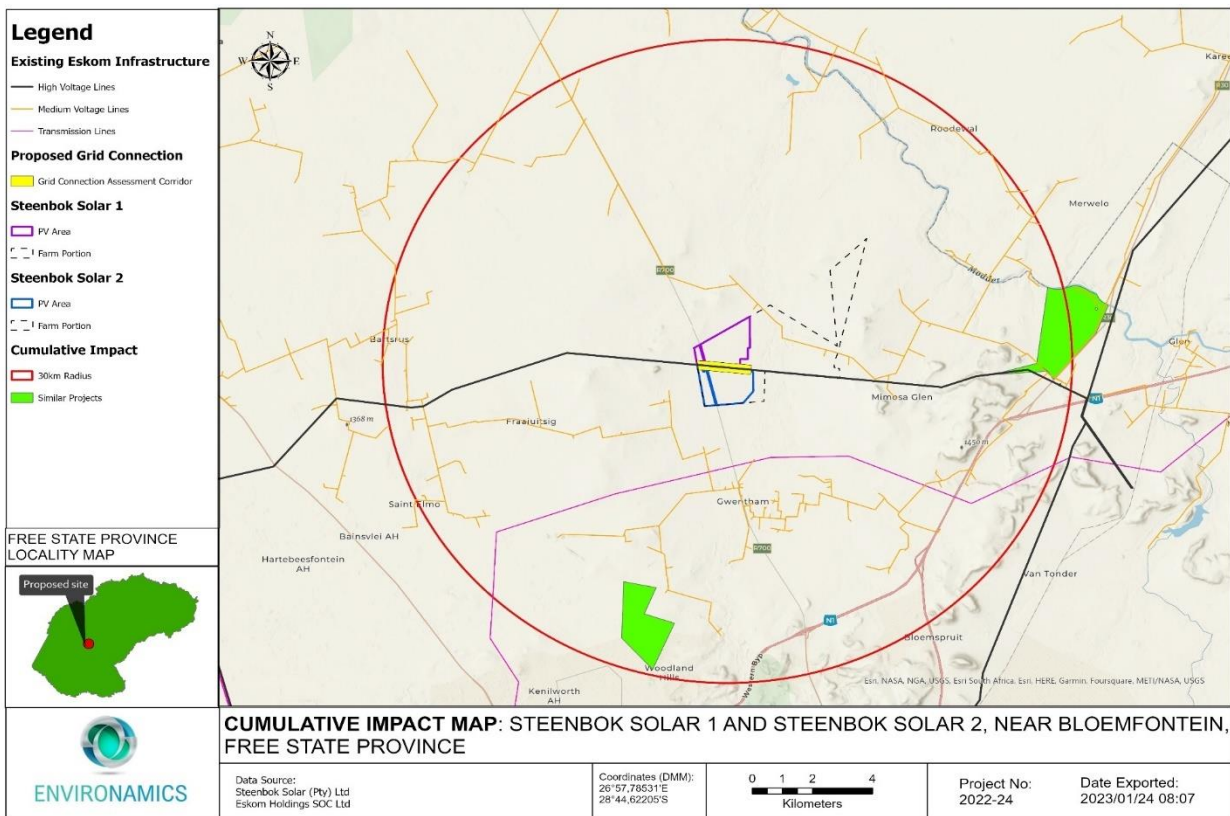 Legend
Existing Eskom Infrastructure
High Voltage Lines
Medium Voltage Lines
Transmission Lines
Proposed Grid Connection
Grid Connection Assessment Corridor
Steenbok Solar 1
PV Area
Farm Portion
Steenbok Solar 2
PV Area
Farm Portion
Cumulative Impact
30km Radius
Similar Projects
FREE STATE PROVINCE
LOCALITY MAP
Proposed site
ENVIRONAMICS
N
W E
S
Roodewal
Merwelo
R700
Modder
Glen
Mimosa Glen
N1
1368 m
Fraaiuitsig
Saint Elmo
Bainsvlei AH
Hartebeesfontein
AH
Gwentham
R700
Van Tonder
N1
Bloemspruit
Woodland
Hills
Western Byp
Kenilworth
AH
Esri, NASA, NGA, USGS, Esri South Africa, Esri, HERE, Garmin, Foursquare, METI/NASA, USGS
CUMULATIVE IMPACT MAP: STEENBOK SOLAR 1 AND STEENBOK SOLAR 2, NEAR BLOEMFONTEIN,
FREE STATE PROVINCE
Data Source:
Steenbok Solar (Pty) Ltd
Eskom Holdings SOC Ltd
Coordinates (DMM):
26°57,78531'E
28°44,62205'S
0 1 2 4
Kilometers
Project No:
2022-24
Date Exported:
2023/01/24 08:07